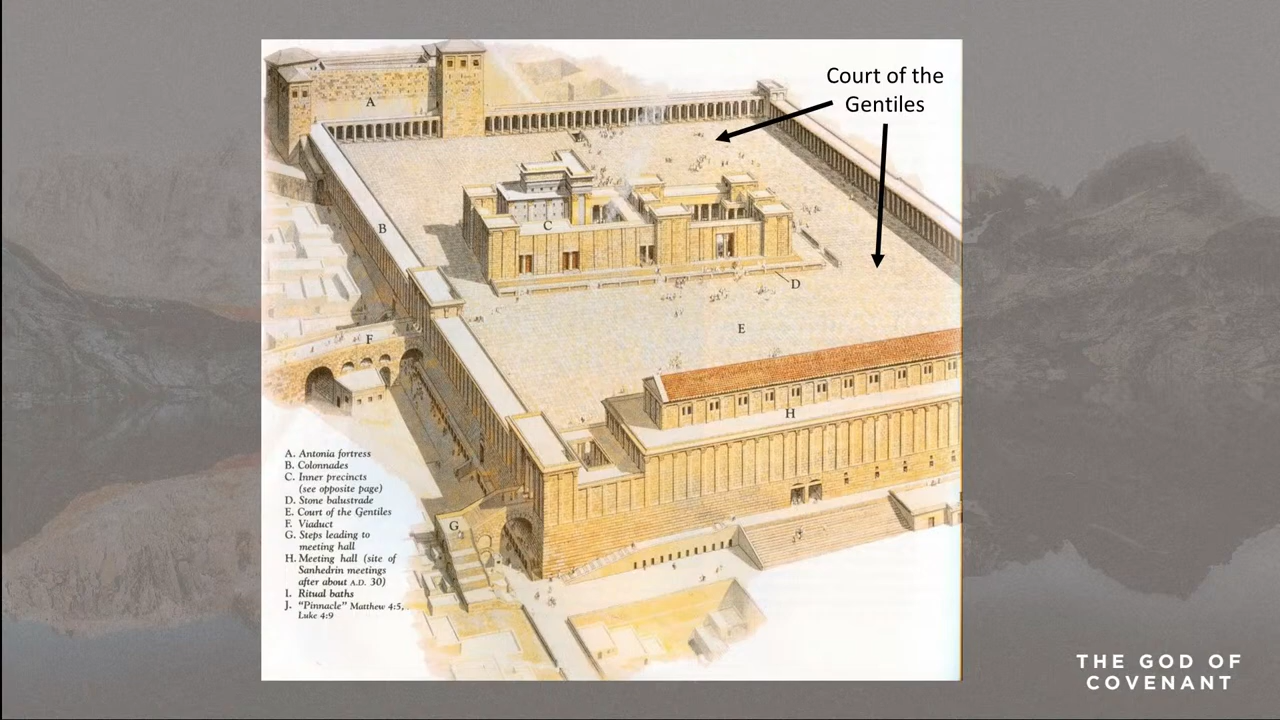 Court of the
Gentiles
A
B
C
D
E
F
G
H
A. Antonia fortress
B. Colonnades
C. Inner precincts
(see opposite page)
D. Stone balustrade
E. Court of the Gentiles
F. Viaduct
G. Steps leading to
meeting hall
H. Meeting hall (site of
Sanhedrin meetings
after about A.D. 30)
I. Ritual baths
J. "Pinnacle" Matthew 4:5,
Luke 4:9
THE GOD OF
COVENANT